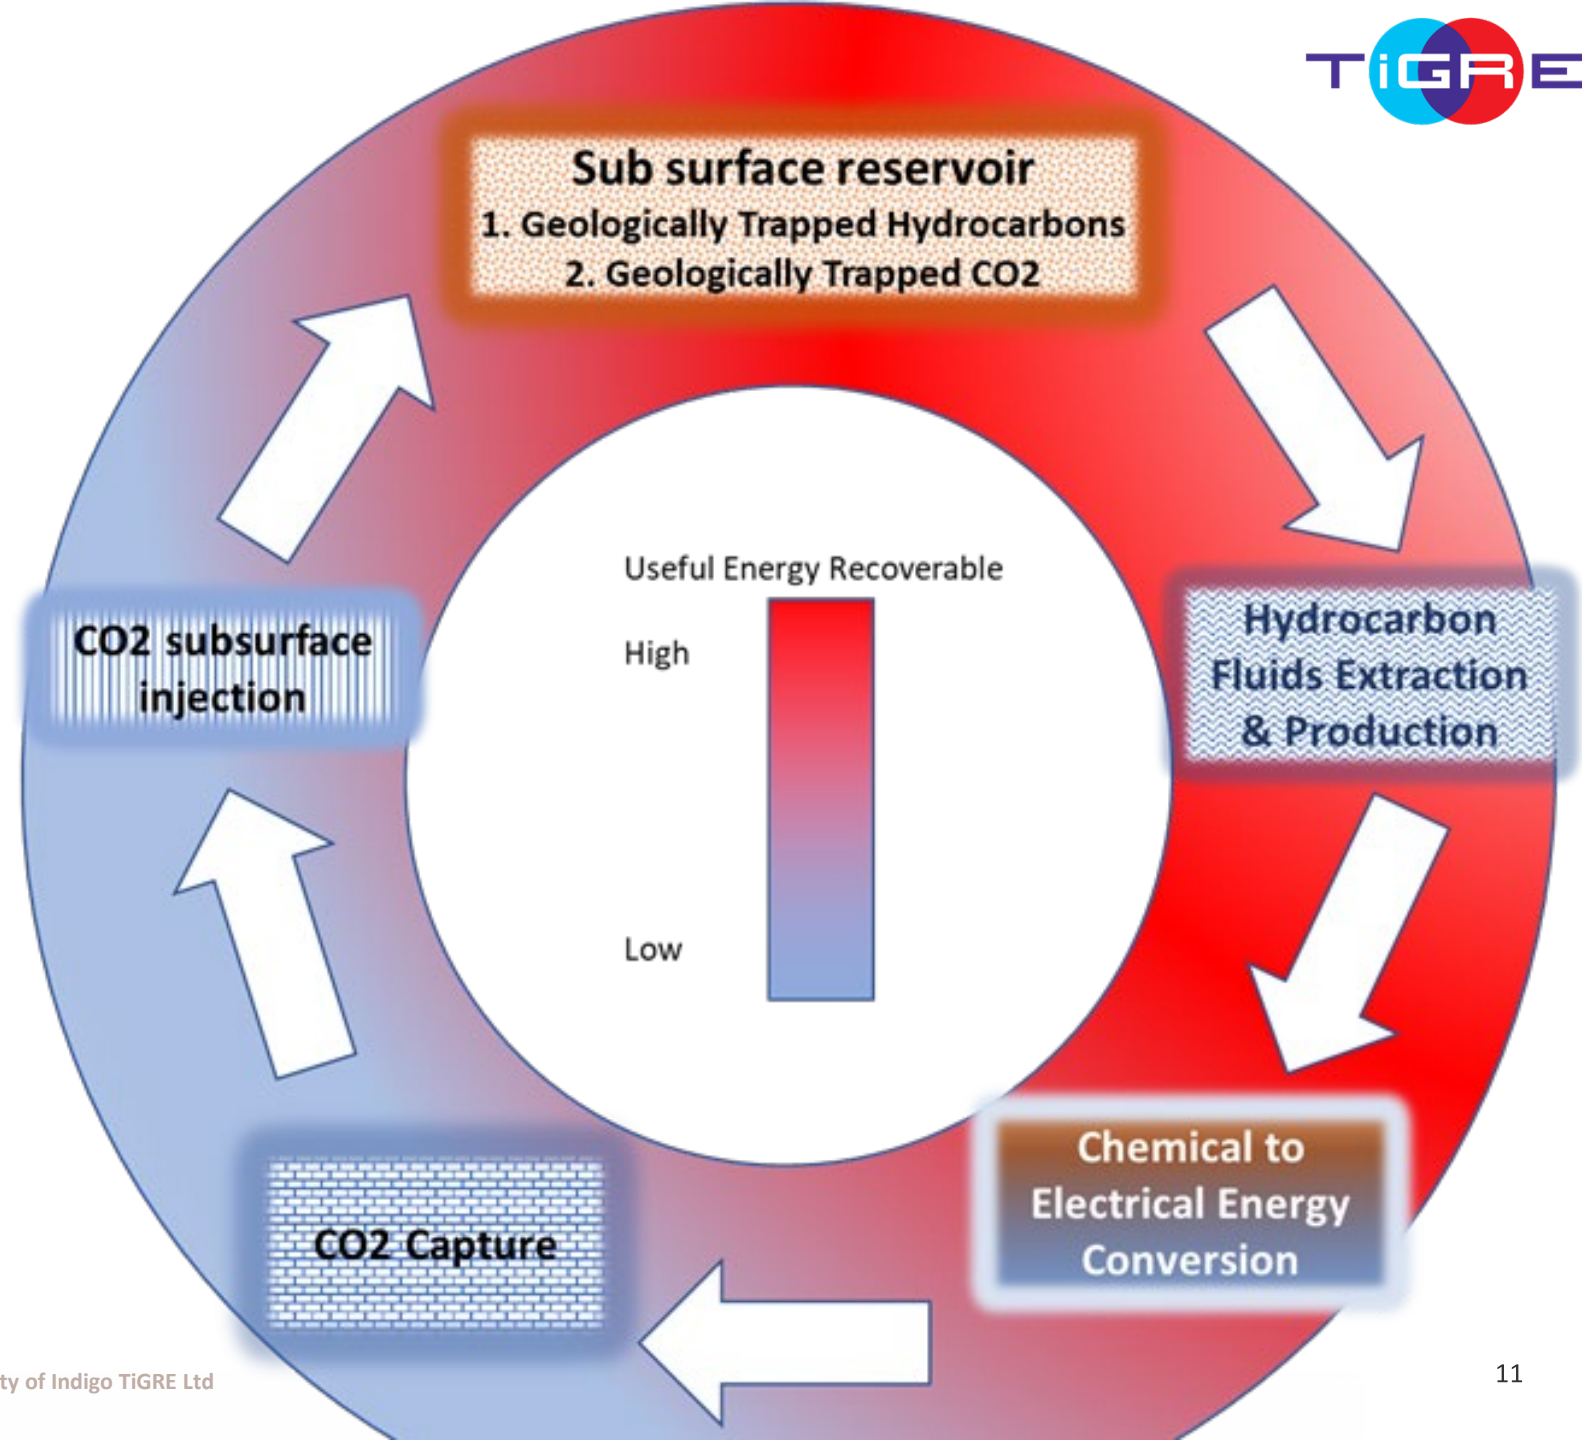 TiGRE
Sub surface reservoir
1. Geologically Trapped Hydrocarbons
2. Geologically Trapped CO2
Useful Energy Recoverable
High
Low
Hydrocarbon
Fluids Extraction
& Production
Chemical to
Electrical Energy
Conversion
CO2 Capture
CO2 subsurface
injection
ty of Indigo TiGRE Ltd
11